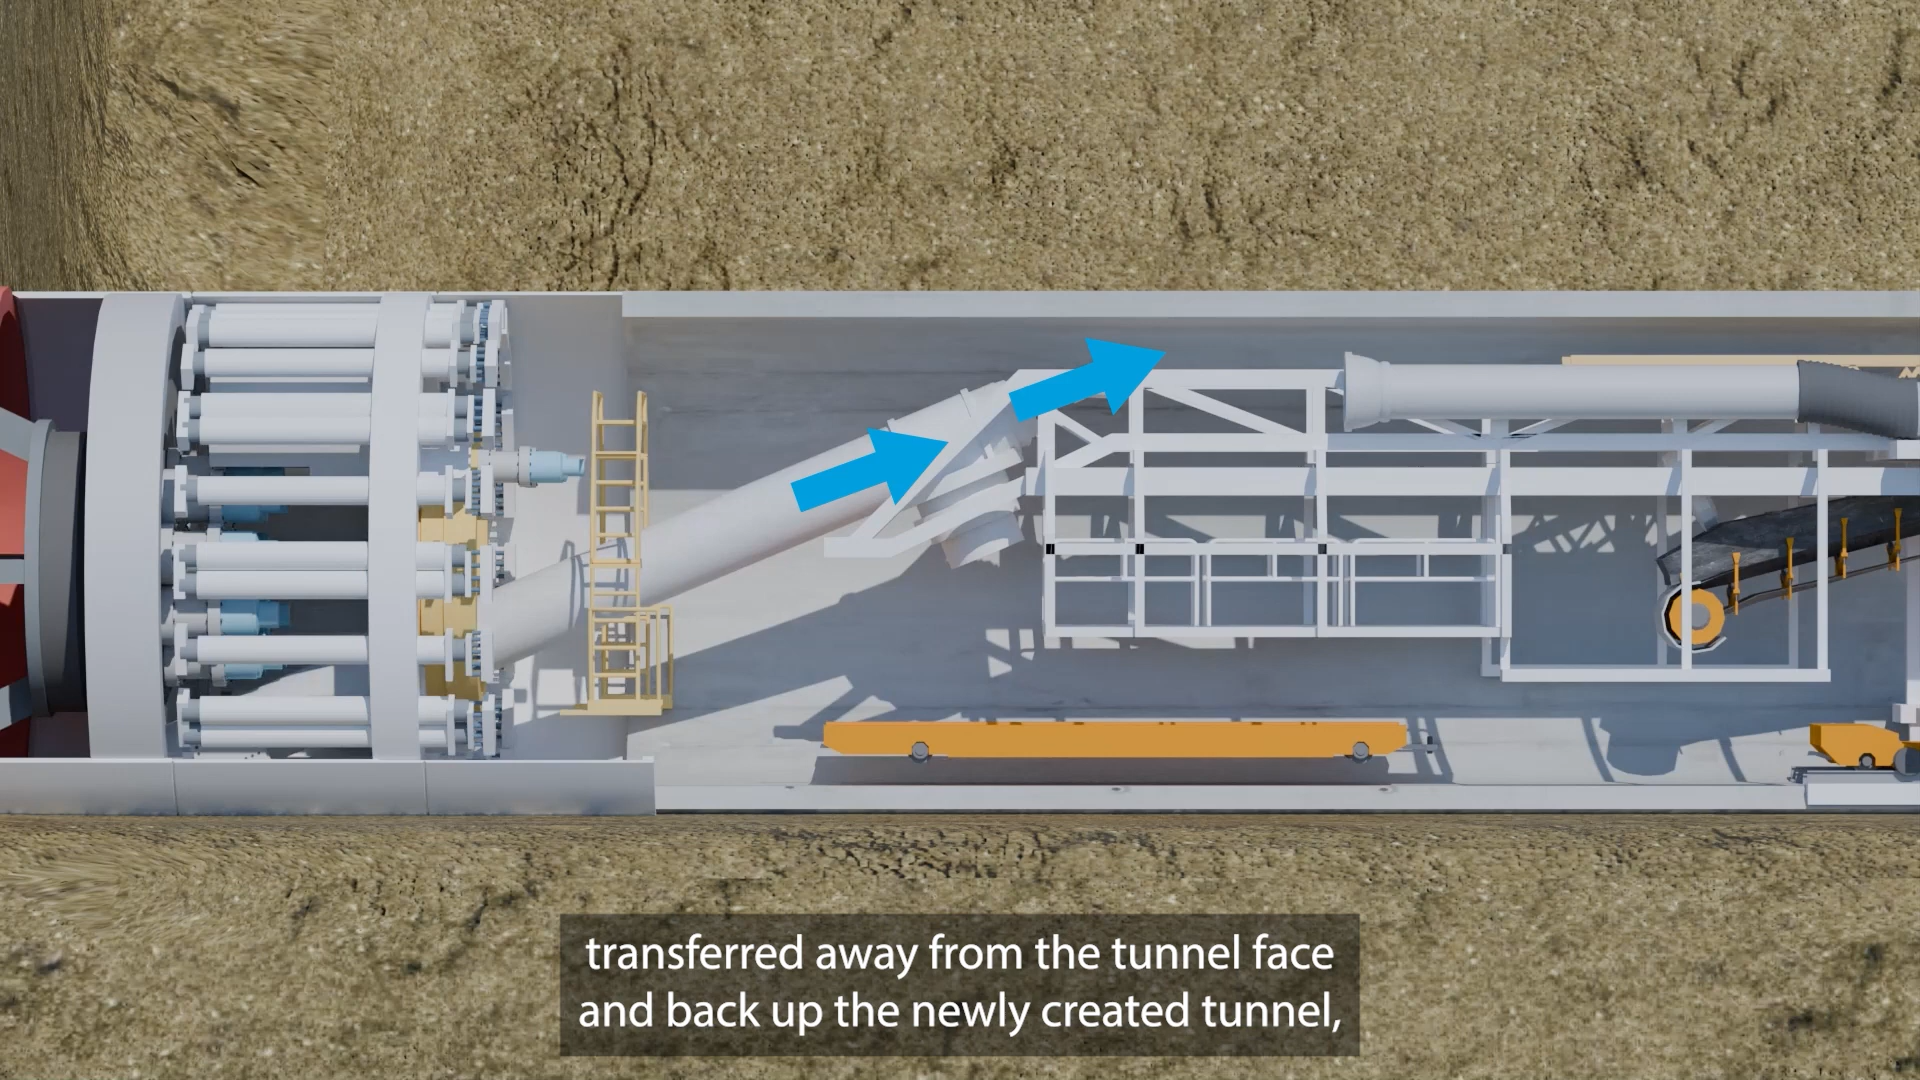 transferred away from the tunnel face
and back up the newly created tunnel,